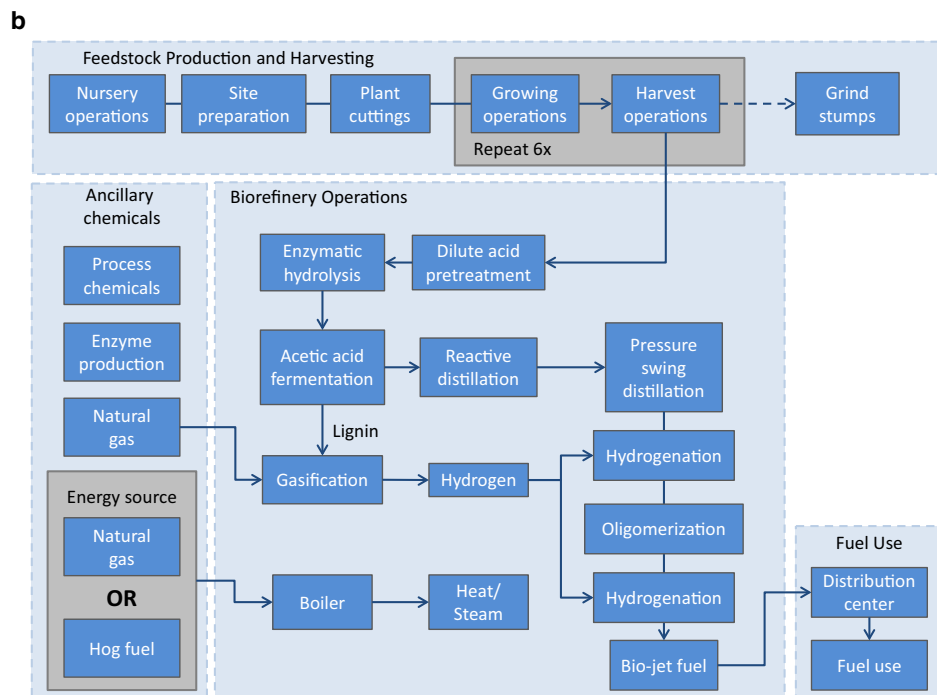 b
Feedstock Production and Harvesting
Nursery
operations
Site
preparation
Plant
cuttings
Growing
operations
Harvest
operations
Grind
stumps
Repeat 6x
Ancillary
chemicals
Process
chemicals
Enzyme
production
Natural
gas
Energy source
Natural
gas
OR
Hog fuel
Biorefinery Operations
Enzymatic
hydrolysis
Dilute acid
pretreatment
Acetic acid
fermentation
Reactive
distillation
Pressure
swing
distillation
Lignin
Gasification
Hydrogen
Hydrogenation
Oligomerization
Hydrogenation
Boiler
Heat/
Steam
Bio-jet fuel
Fuel Use
Distribution
center
Fuel use